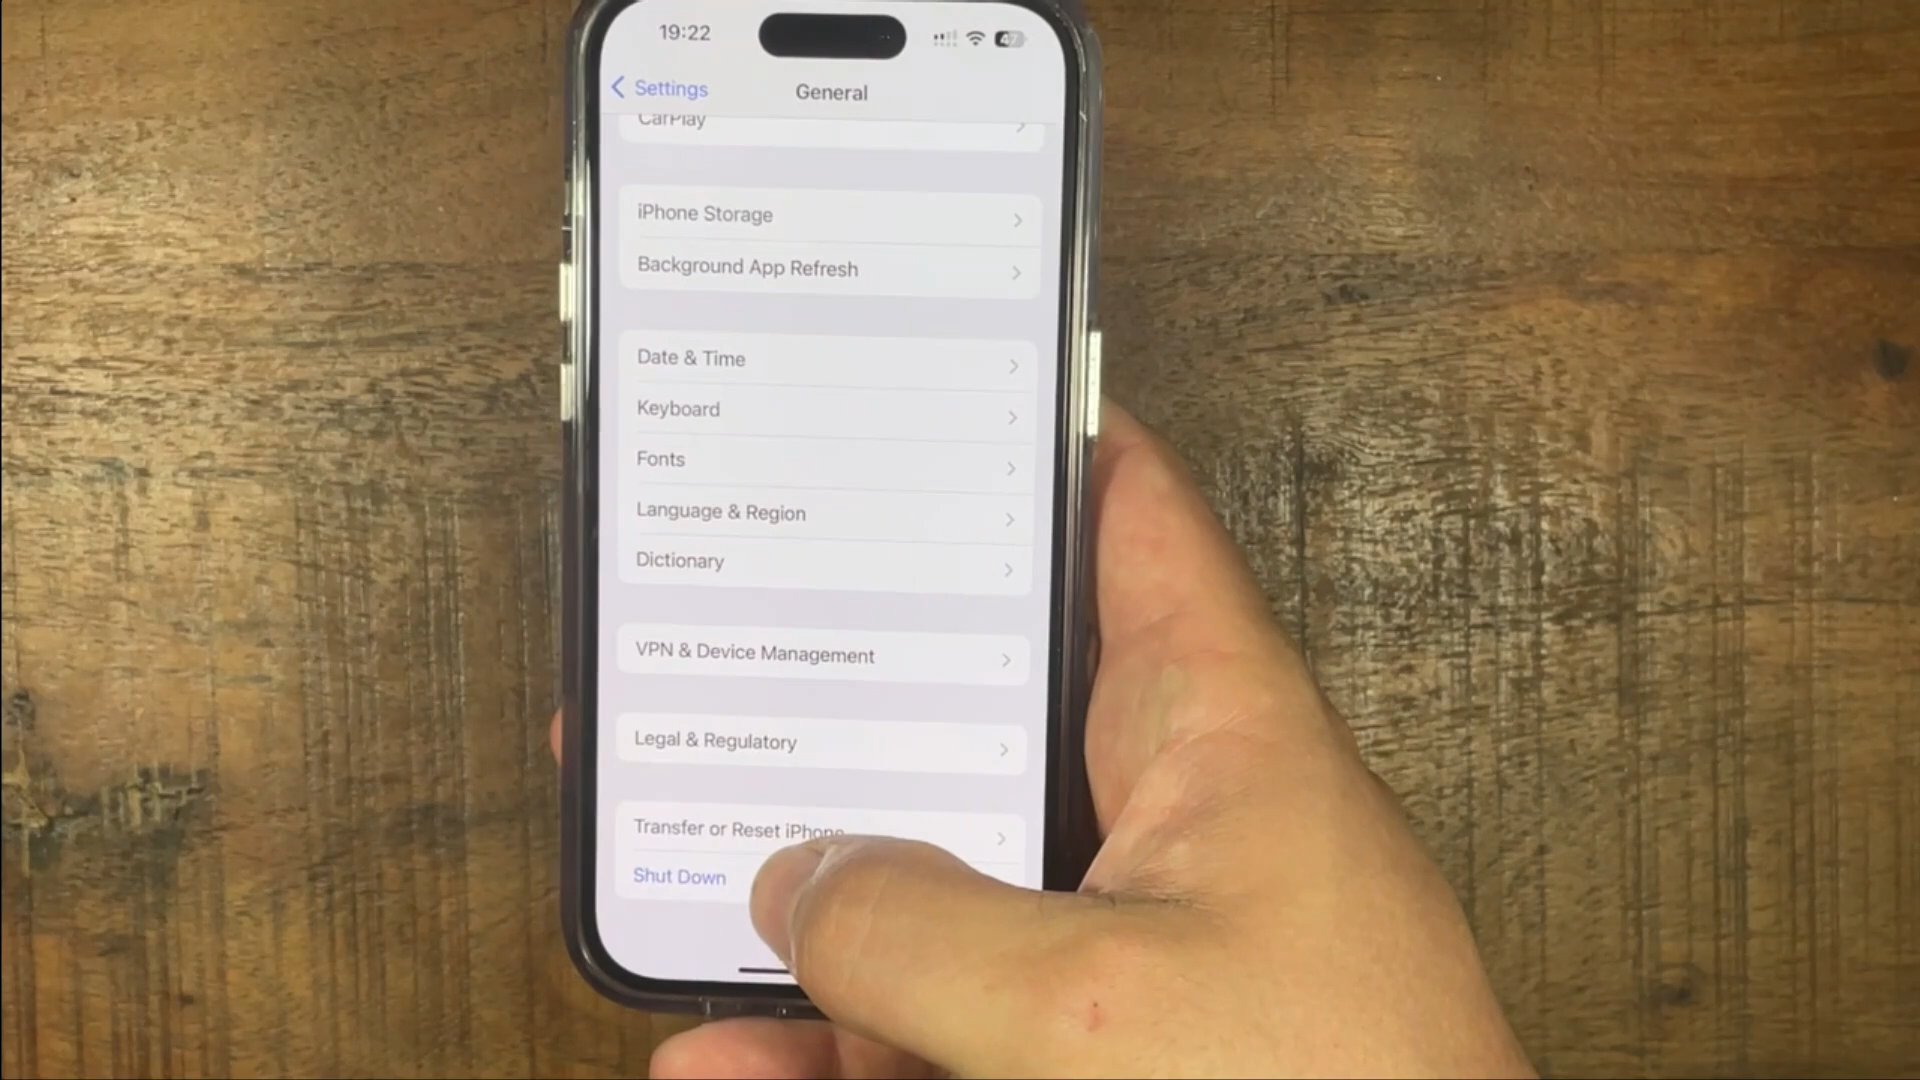 19:22
47
Settings
General
CarPlay
iPhone Storage
Background App Refresh
Date & Time
Keyboard
Fonts
Language & Region
Dictionary
VPN & Device Management
Legal & Regulatory
Transfer or Reset iPhone
Shut Down